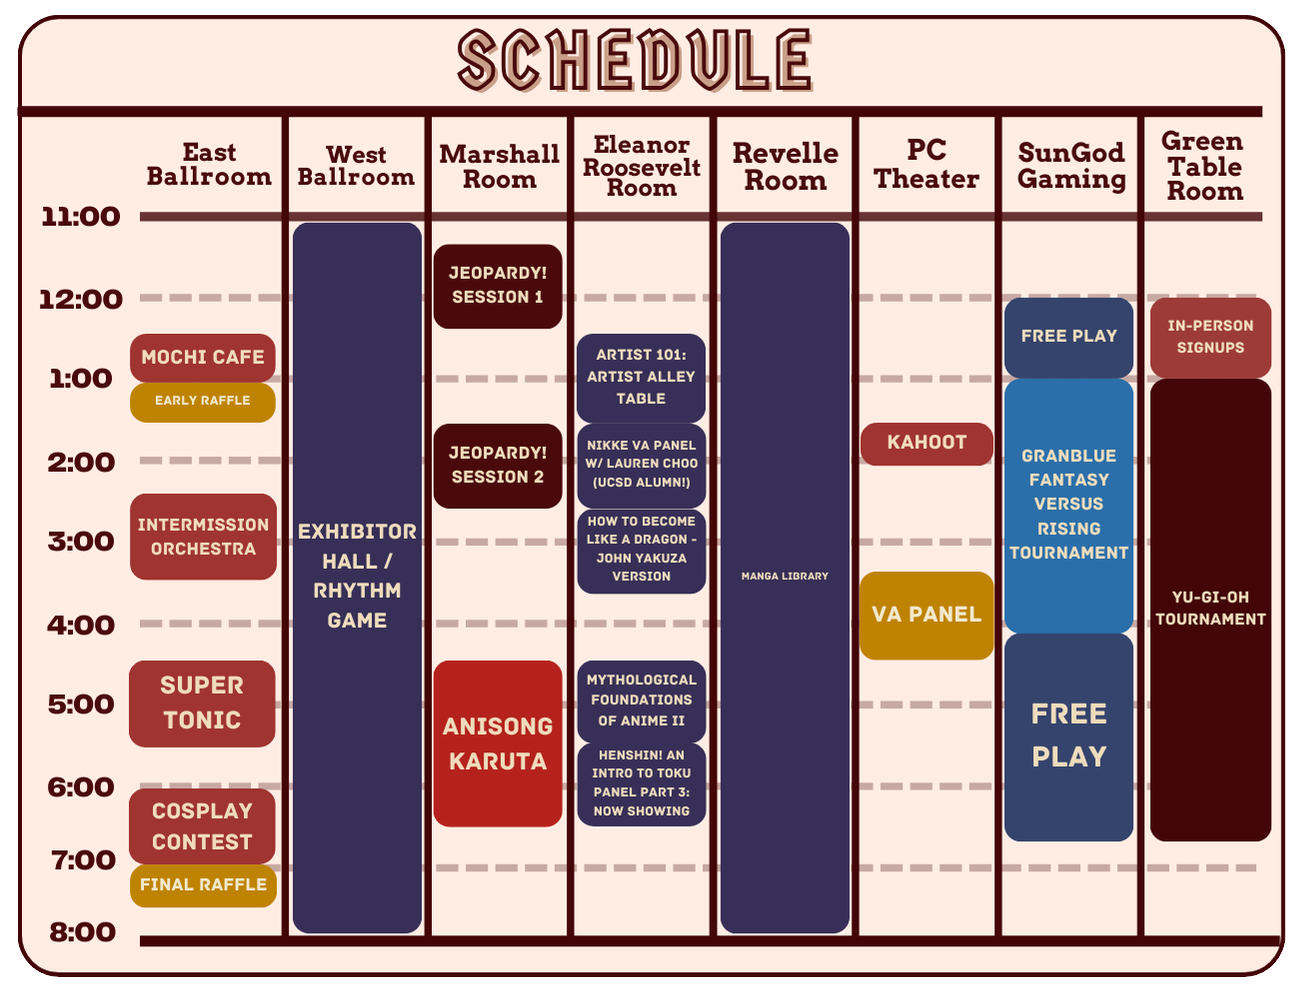 SCHEDULE
East
Ballroom
West
Ballroom
Marshall
Room
Eleanor
Roosevelt
Room
Revelle
Room
PC
Theater
SunGod
Gaming
Green
Table
Room
11:00
12:00
1:00
2:00
3:00
4:00
5:00
6:00
7:00
8:00
MOCHI CAFE
EARLY RAFFLE
INTERMISSION
ORCHESTRA
SUPER
TONIC
COSPLAY
CONTEST
FINAL RAFFLE
EXHIBITOR
HALL /
RHYTHM
GAME
JEOPARDY!
SESSION 1
JEOPARDY!
SESSION 2
ANISONG
KARUTA
ARTIST 101:
ARTIST ALLEY
TABLE
NIKKE VA PANEL
W/ LAUREN CHOO
(UCSD ALUMN!)
HOW TO BECOME
LIKE A DRAGON -
JOHN YAKUZA
VERSION
MYTHOLOGICAL
FOUNDATIONS
OF ANIME II
HENSHIN! AN
INTRO TO TOKU
PANEL PART 3:
NOW SHOWING
MANGA LIBRARY
KAHOOT
VA PANEL
FREE PLAY
GRANBLUE
FANTASY
VERSUS
RISING
TOURNAMENT
FREE
PLAY
IN-PERSON
SIGNUPS
YU-GI-OH
TOURNAMENT